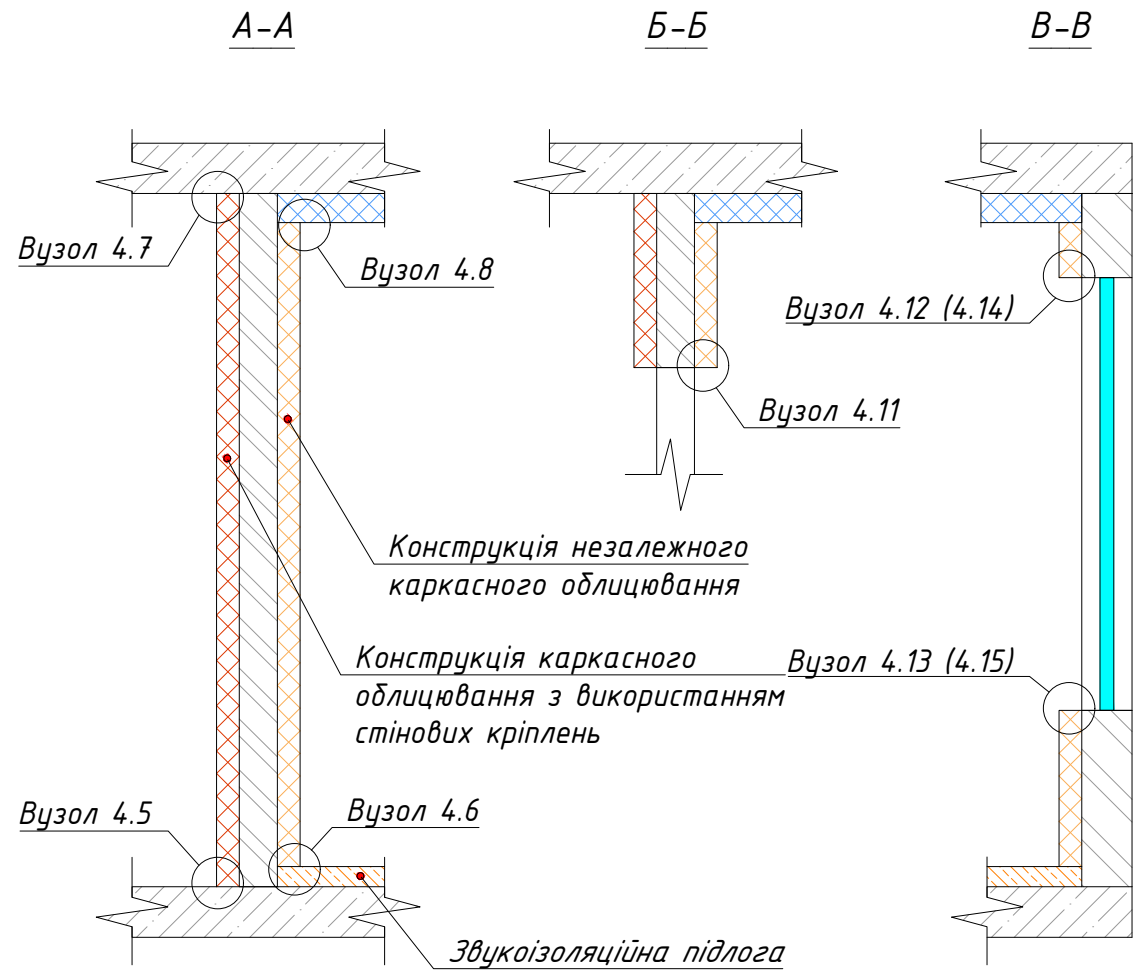 А-А
Б-Б
В-В
Вузол 4.7
Вузол 4.8
Вузол 4.12 (4.14)
Вузол 4.11
Конструкція незалежного
каркасного облицювання
Конструкція каркасного
облицювання з використанням
стінових кріплень
Вузол 4.13 (4.15)
Вузол 4.5
Вузол 4.6
Звукоізоляційна підлога